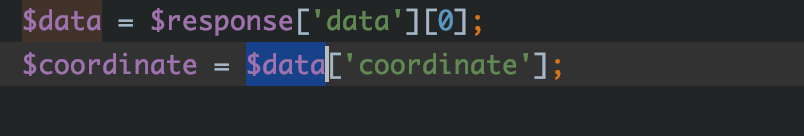 $data = $response['data'][0];
$coordinate = $data['coordinate'];